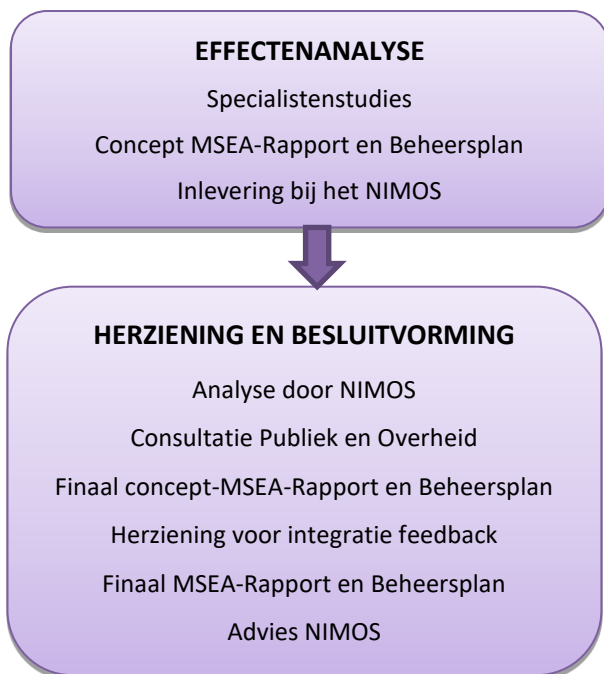 EFFECTENANALYSE
Specialistenstudies
Concept MSEA-Rapport en Beheersplan
Inlevering bij het NIMOS
HERZIENING EN BESLUITVORMING
Analyse door NIMOS
Consultatie Publiek en Overheid
Finaal concept-MSEA-Rapport en Beheersplan
Herziening voor integratie feedback
Finaal MSEA-Rapport en Beheersplan
Advies NIMOS